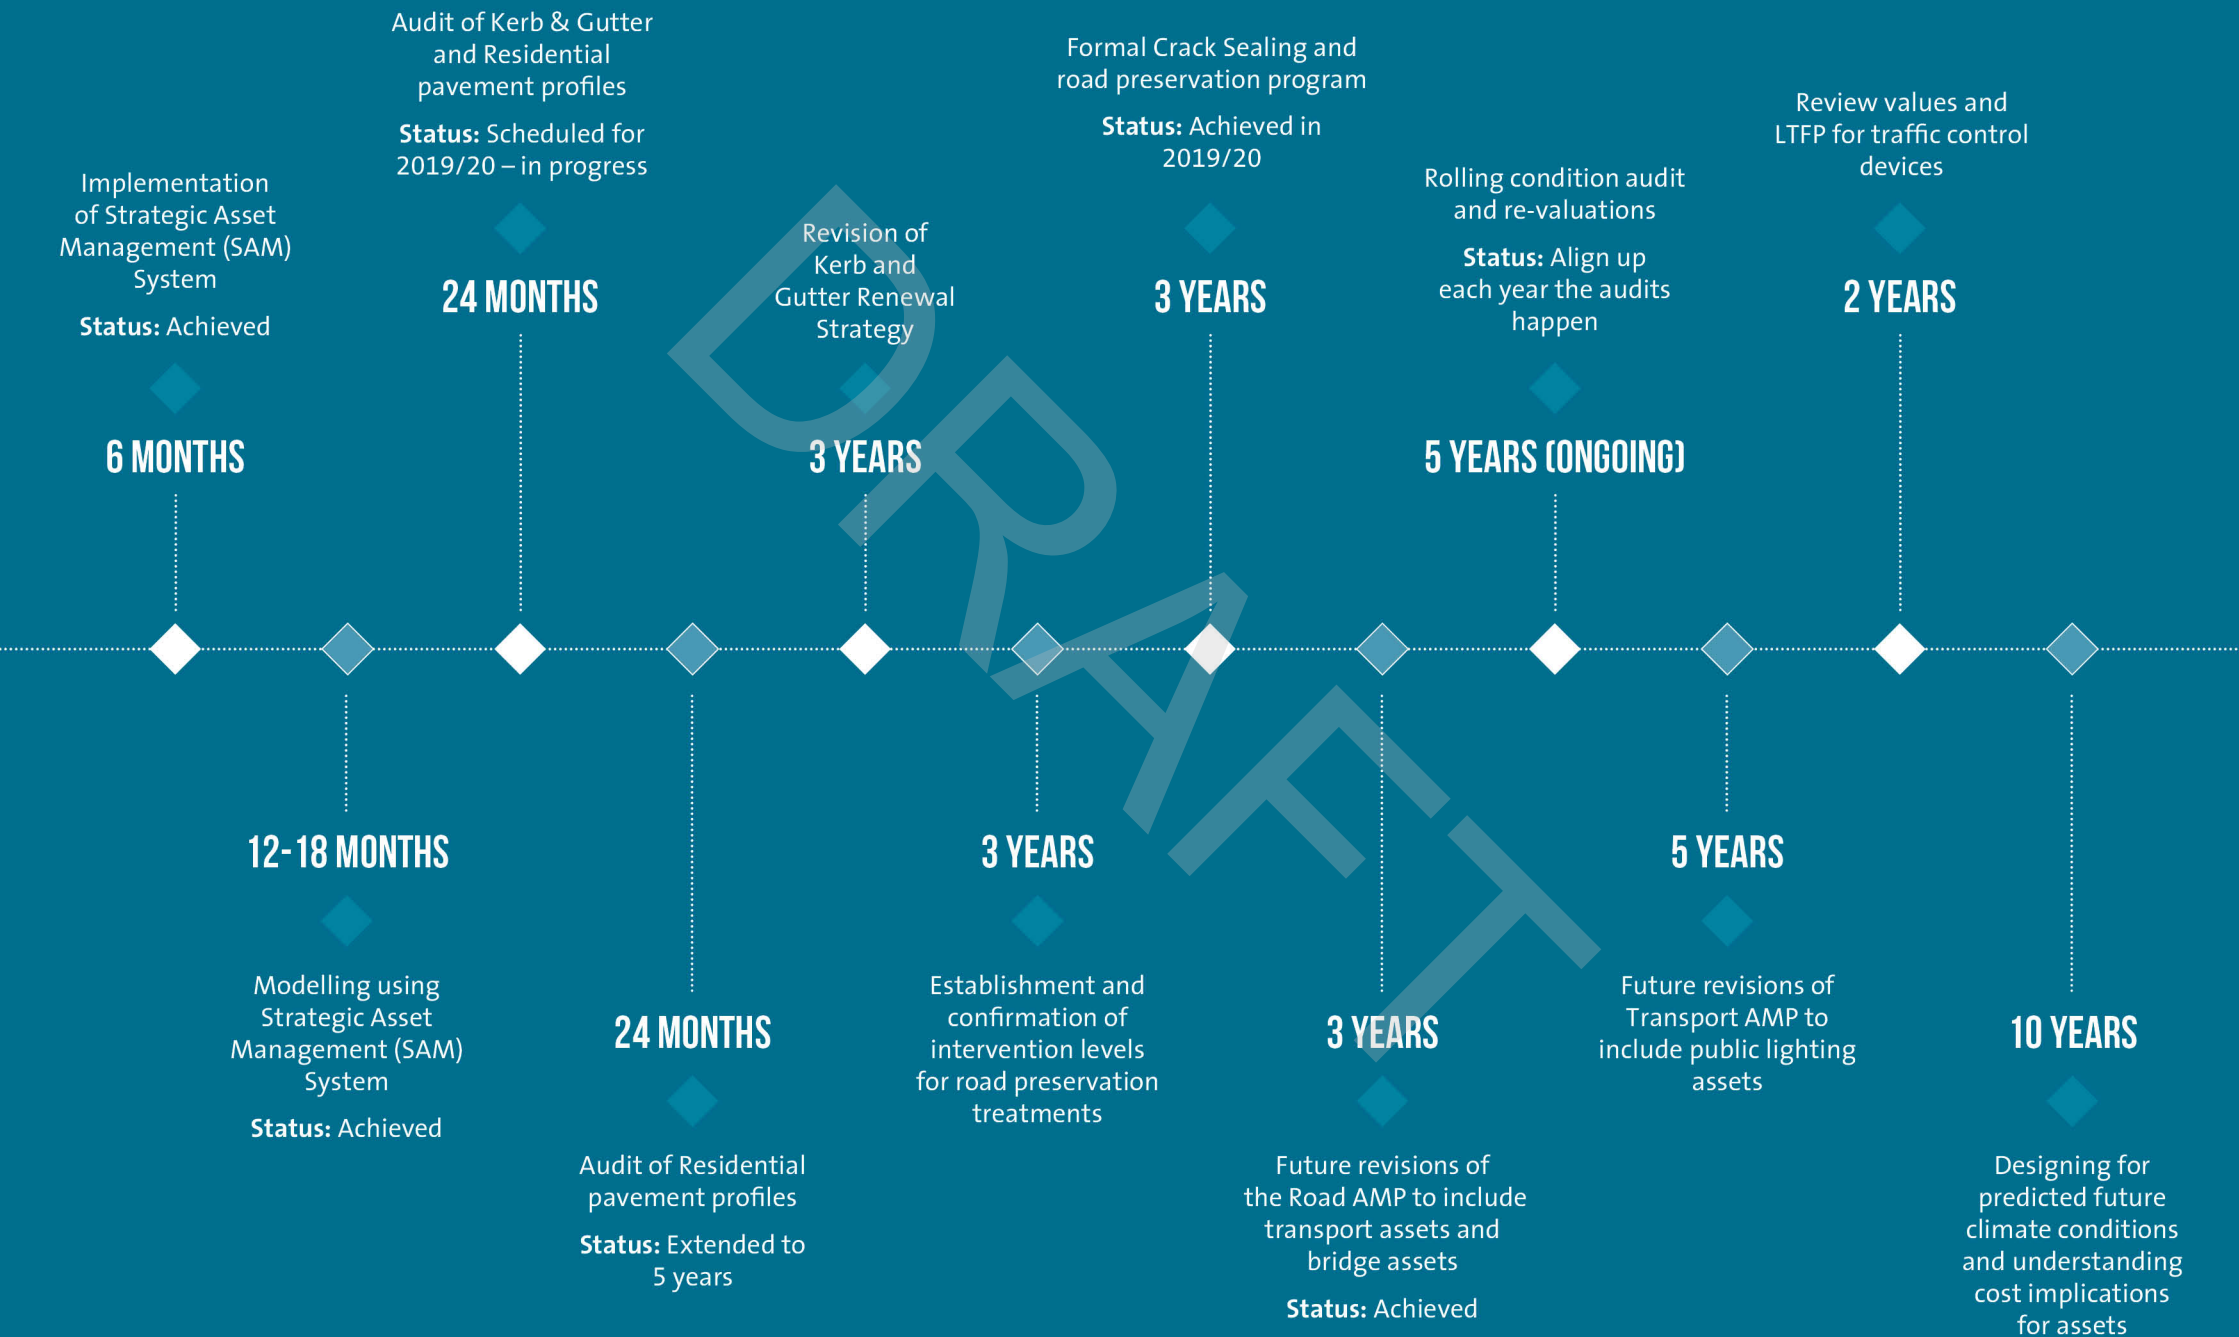 Implementation
of Strategic Asset
Management (SAM)
System
Status: Achieved
6 MONTHS
12-18 MONTHS
Modelling using
Strategic Asset
Management (SAM)
System
Status: Achieved
Audit of Kerb & Gutter
and Residential
pavement profiles
Status: Scheduled for
2019/20 – in progress
24 MONTHS
24 MONTHS
Audit of Residential
pavement profiles
Status: Extended to
5 years
Revision of
Kerb and
Gutter Renewal
Strategy
3 YEARS
3 YEARS
Establishment and
confirmation of
intervention levels
for road preservation
treatments
Formal Crack Sealing and
road preservation program
Status: Achieved in
2019/20
3 YEARS
3 YEARS
Future revisions of
the Road AMP to include
transport assets and
bridge assets
Status: Achieved
Rolling condition audit
and re-valuations
Status: Align up
each year the audits
happen
5 YEARS (ONGOING)
5 YEARS
Future revisions of
Transport AMP to
include public lighting
assets
Review values and
LTFP for traffic control
devices
2 YEARS
10 YEARS
Designing for
predicted future
climate conditions
and understanding
cost implications
for assets
DRAFT